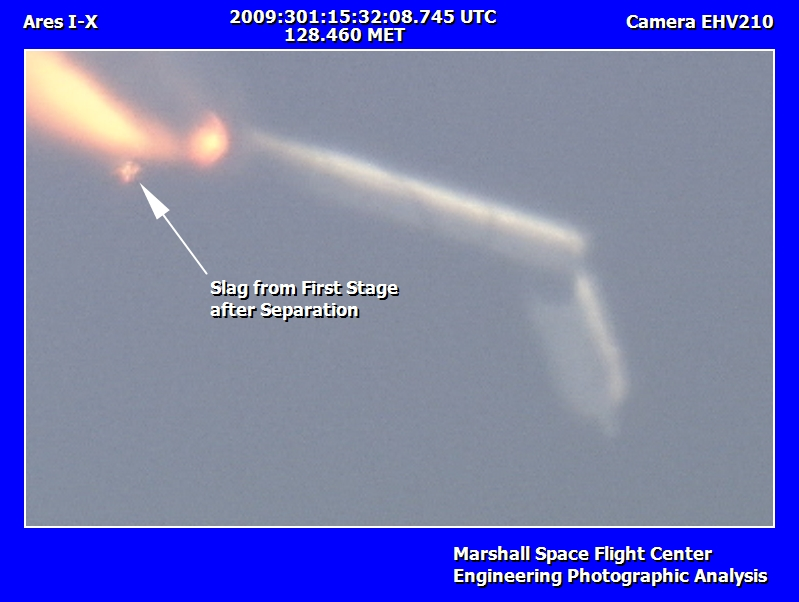 Ares I-X
2009:301:15:32:08.745 UTC
128.460 MET
Camera EHV210
Slag from First Stage
after Separation
Marshall Space Flight Center
Engineering Photographic Analysis